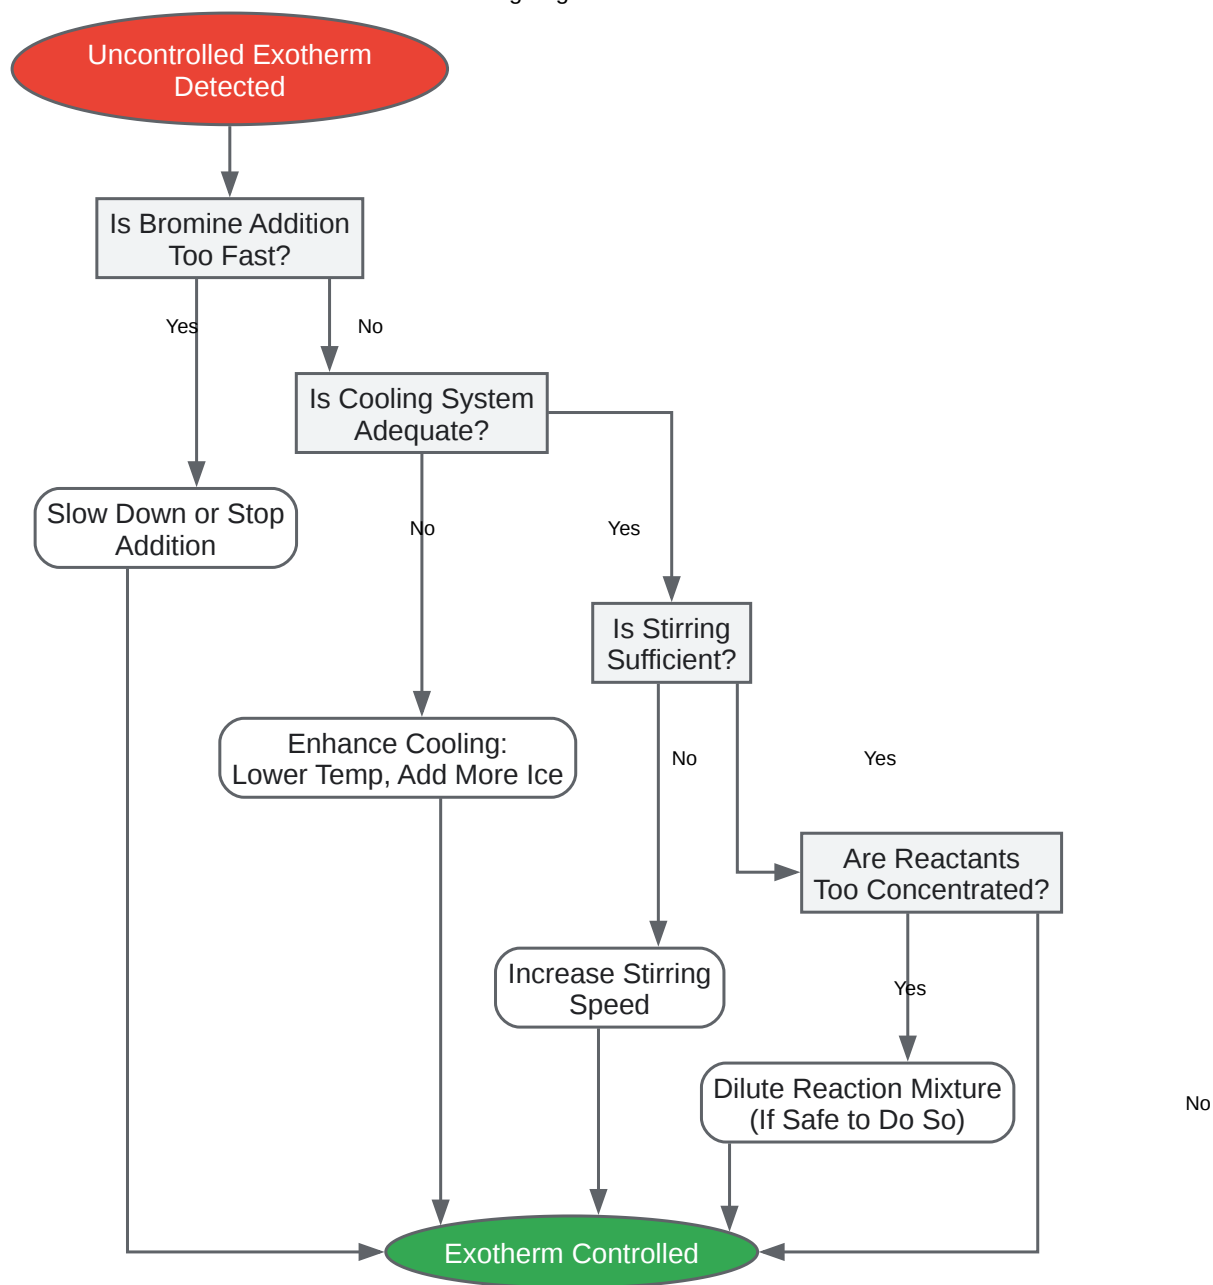 Uncontrolled Exotherm
Detected
Is Bromine Addition
Too Fast?
Yes
No
Is Cooling System
Adequate?
Slow Down or Stop
Addition
No
Yes
Is Stirring
Sufficient?
Enhance Cooling:
Lower Temp, Add More Ice
No
Yes
Are Reactants
Too Concentrated?
Increase Stirring
Speed
Yes
Dilute Reaction Mixture
(If Safe to Do So)
No
Exotherm Controlled